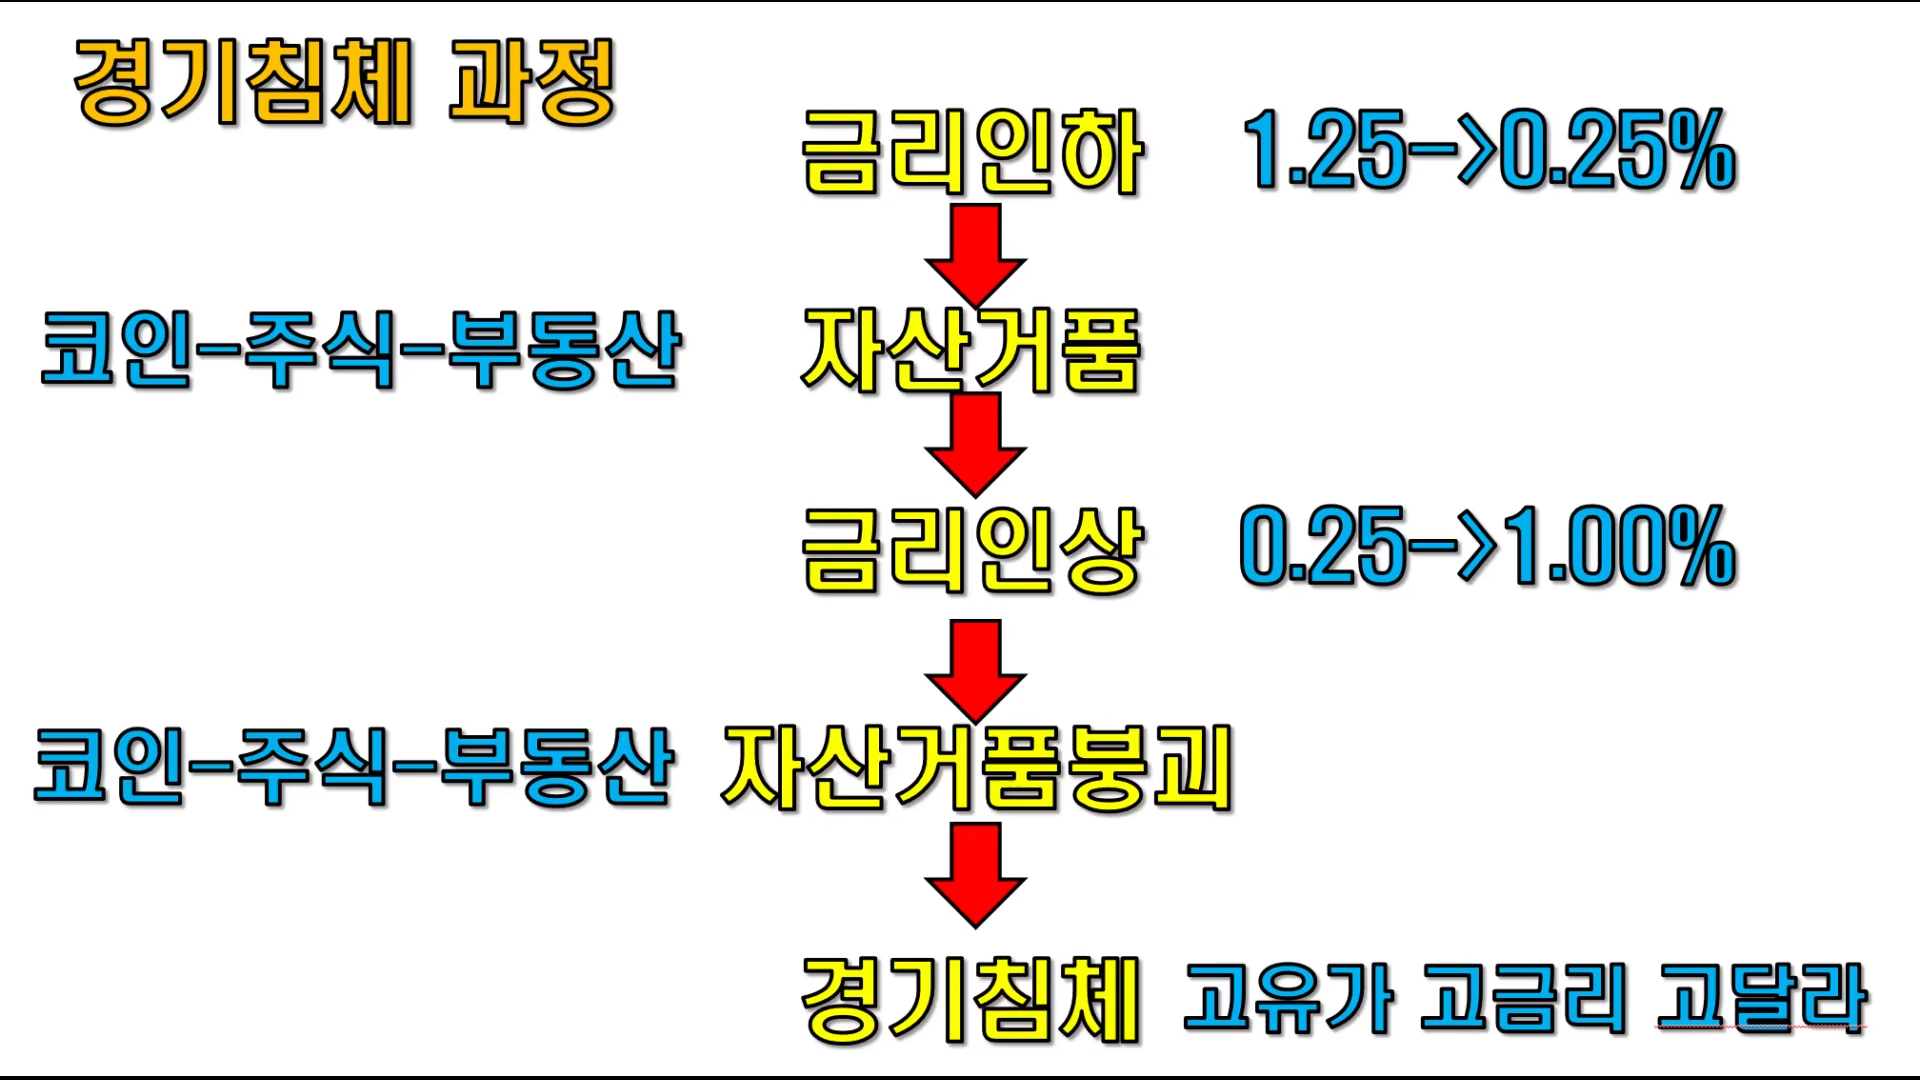 경기침체 과정
금리인하 1.25->0.25%
코인-주식-부동산 자산거품
금리인상 0.25->1.00%
코인-주식-부동산 자산거품붕괴
경기침체 고유가 고금리 고달라